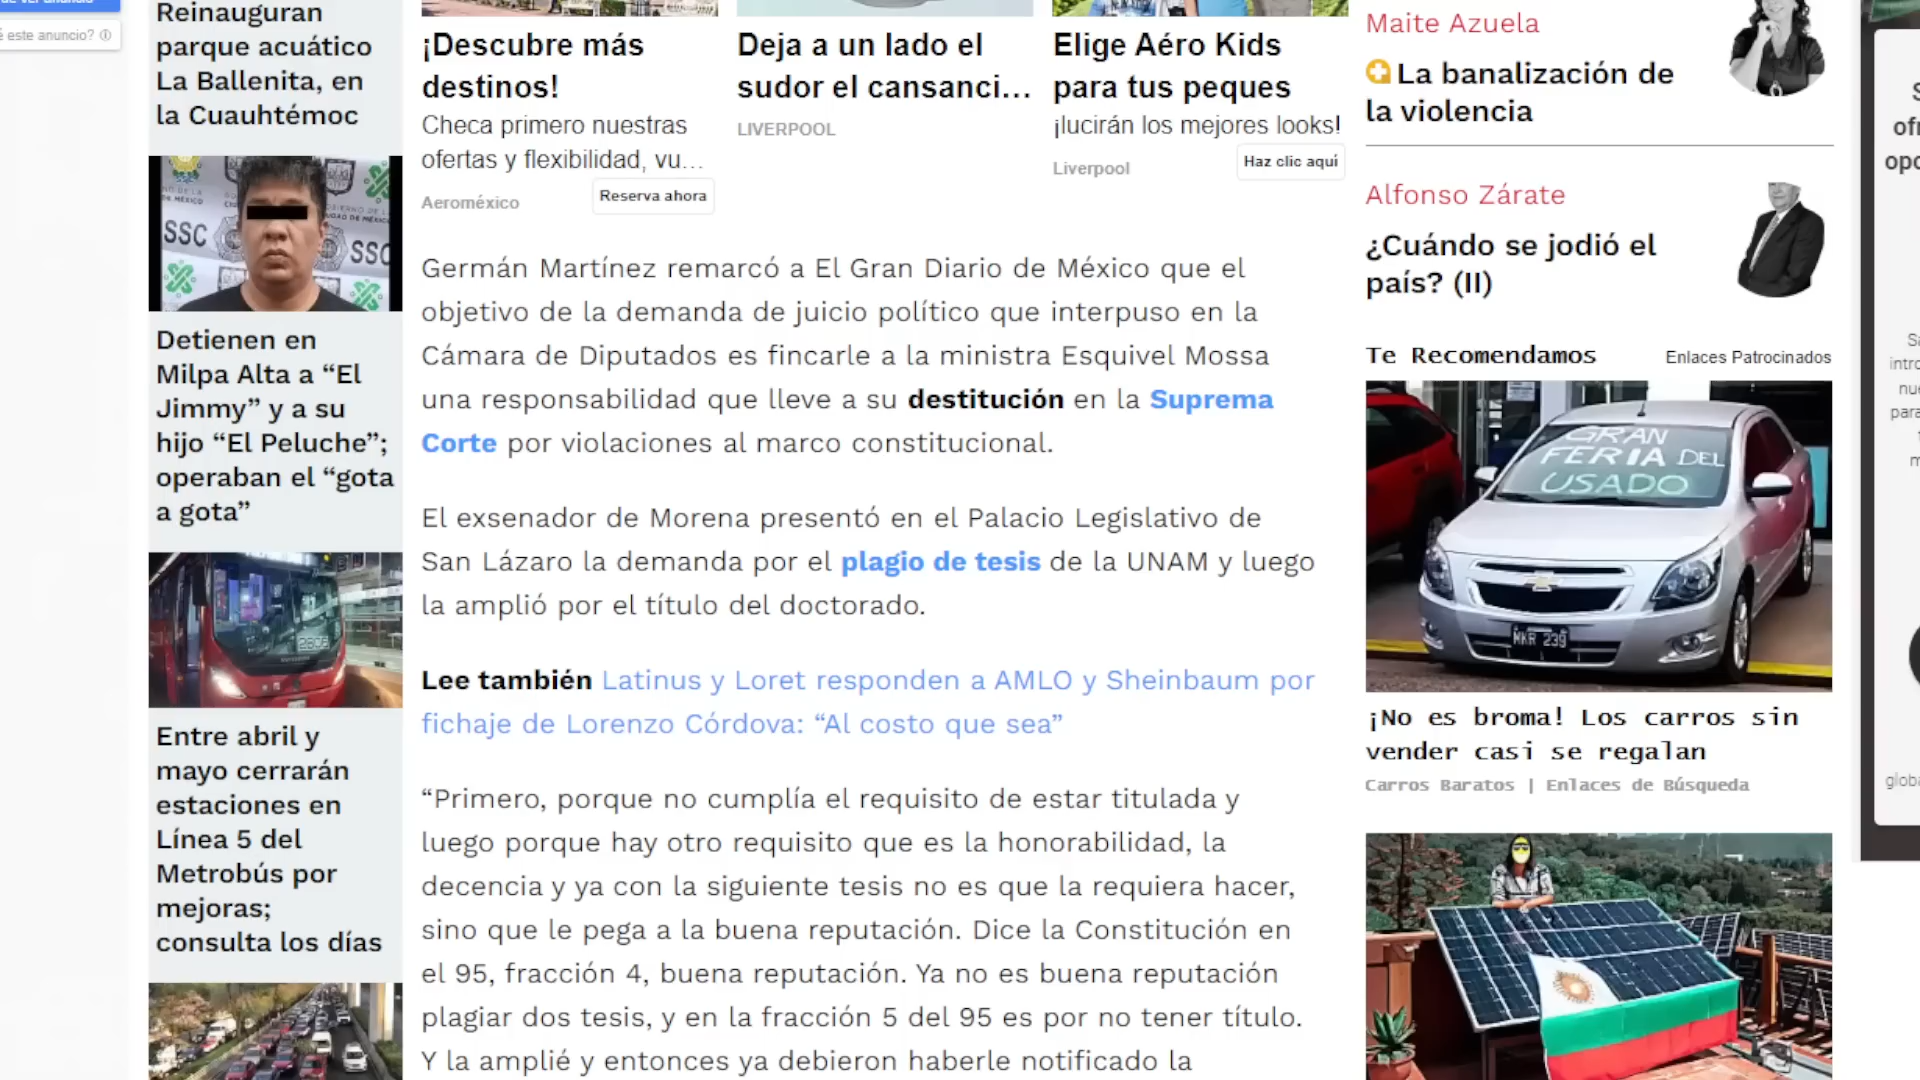 de ver anuncio
é este anuncio?
Reinauguran
parque acuático
La Ballenita, en
la Cuauhtémoc
SSC
SSC
Detienen en
Milpa Alta a “El
Jimmy” y a su
hijo “El Peluche”;
operaban el “gota
a gota”
Entre abril y
mayo cerrarán
estaciones en
Línea 5 del
Metrobús por
mejoras;
consulta los días
¡Descubre más
destinos!
Checa primero nuestras
ofertas y flexibilidad, vu...
Aeroméxico
Reserva ahora
Deja a un lado el
sudor el cansanci...
LIVERPOOL
Elige Aéro Kids
para tus peques
¡lucirán los mejores looks!
Liverpool
Haz clic aquí
Germán Martínez remarcó a El Gran Diario de México que el
objetivo de la demanda de juicio político que interpuso en la
Cámara de Diputados es fincarle a la ministra Esquivel Mossa
una responsabilidad que lleve a su destitución en la Suprema
Corte por violaciones al marco constitucional.
El exsenador de Morena presentó en el Palacio Legislativo de
San Lázaro la demanda por el plagio de tesis de la UNAM y luego
la amplió por el título del doctorado.
Lee también Latinus y Loret responden a AMLO y Sheinbaum por
fichaje de Lorenzo Córdova: “Al costo que sea”
“Primero, porque no cumplía el requisito de estar titulada y
luego porque hay otro requisito que es la honorabilidad, la
decencia y ya con la siguiente tesis no es que la requiera hacer,
sino que le pega a la buena reputación. Dice la Constitución en
el 95, fracción 4, buena reputación. Ya no es buena reputación
plagiar dos tesis, y en la fracción 5 del 95 es por no tener título.
Y la amplié y entonces ya debieron haberle notificado la
Maite Azuela
La banalización de
la violencia
Alfonso Zárate
¿Cuándo se jodió el
país? (II)
Te Recomendamos
Enlaces Patrocinados
GRAN
FERIA DEL
USADO
MKR 239
¡No es broma! Los carros sin
vender casi se regalan
Carros Baratos | Enlaces de Búsqueda